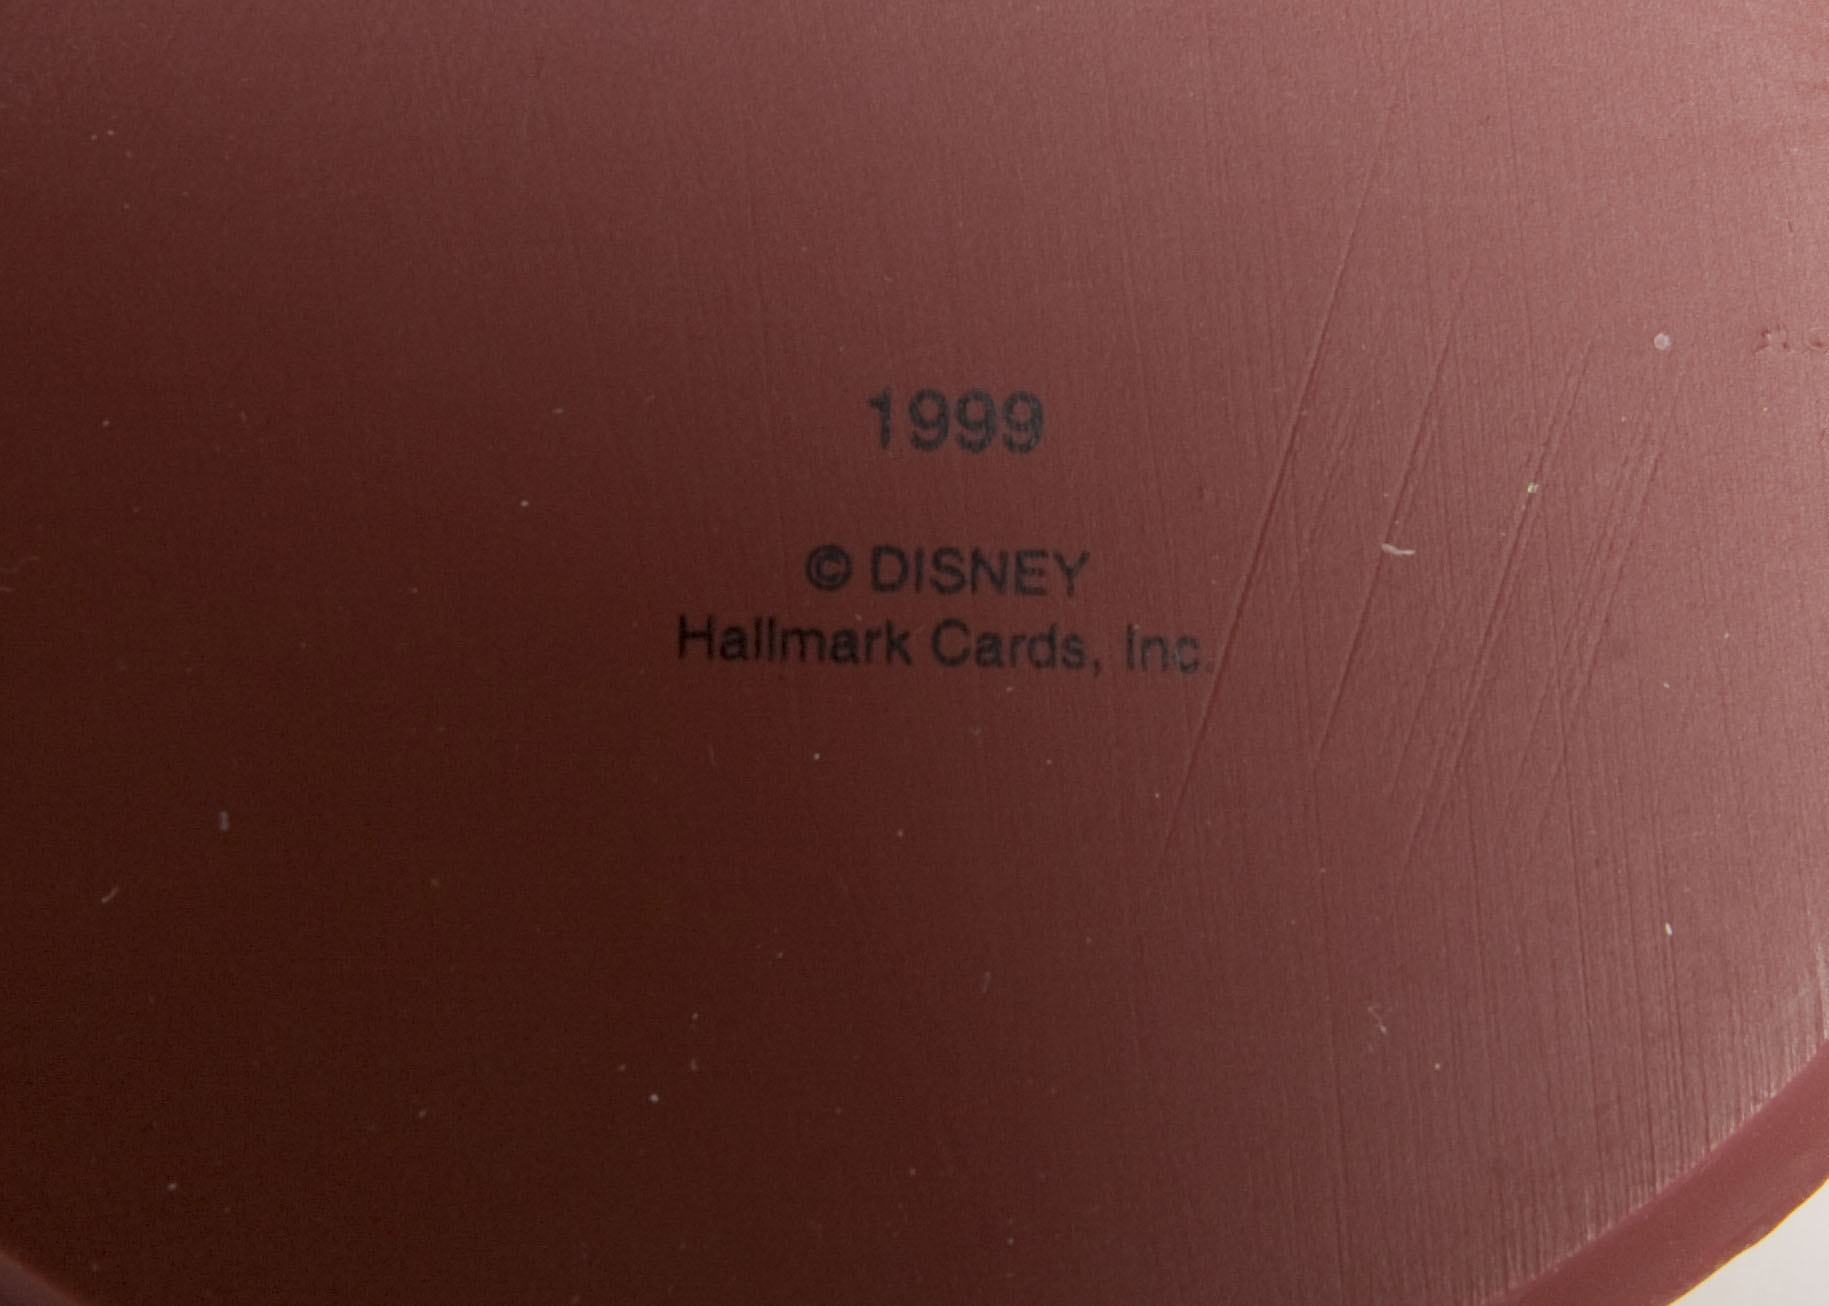 1999
© DISNEY
Hallmark Cards, Inc.